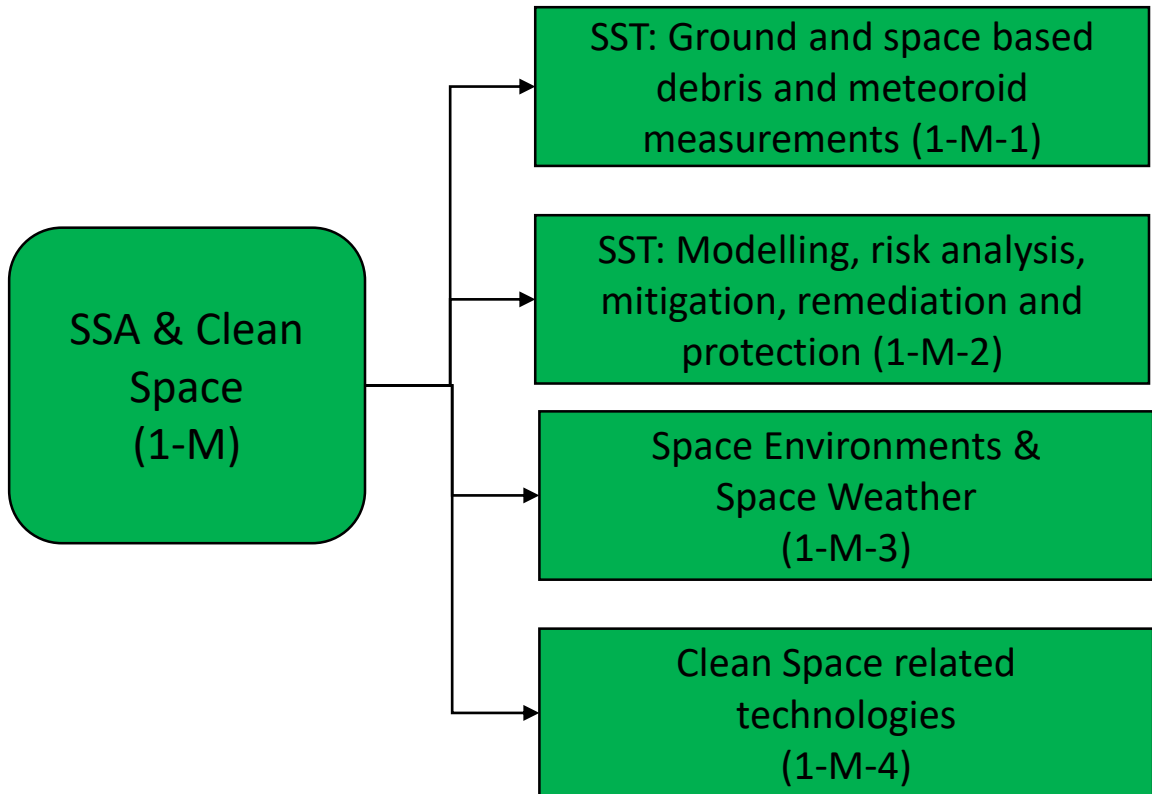 SST: Ground and space based
debris and meteoroid
measurements (1-M-1)
SSA & Clean
Space
(1-M)
SST: Modelling, risk analysis,
mitigation, remediation and
protection (1-M-2)
Space Environments &
Space Weather
(1-M-3)
Clean Space related
technologies
(1-M-4)